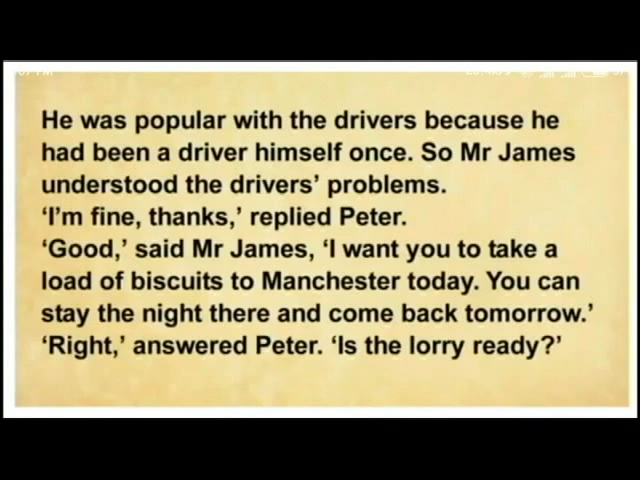 He was popular with the drivers because he
had been a driver himself once. So Mr James
understood the drivers’ problems.
‘I’m fine, thanks,’ replied Peter.
‘Good,’ said Mr James, ‘I want you to take a
load of biscuits to Manchester today. You can
stay the night there and come back tomorrow.’
‘Right,’ answered Peter. ‘Is the lorry ready?’